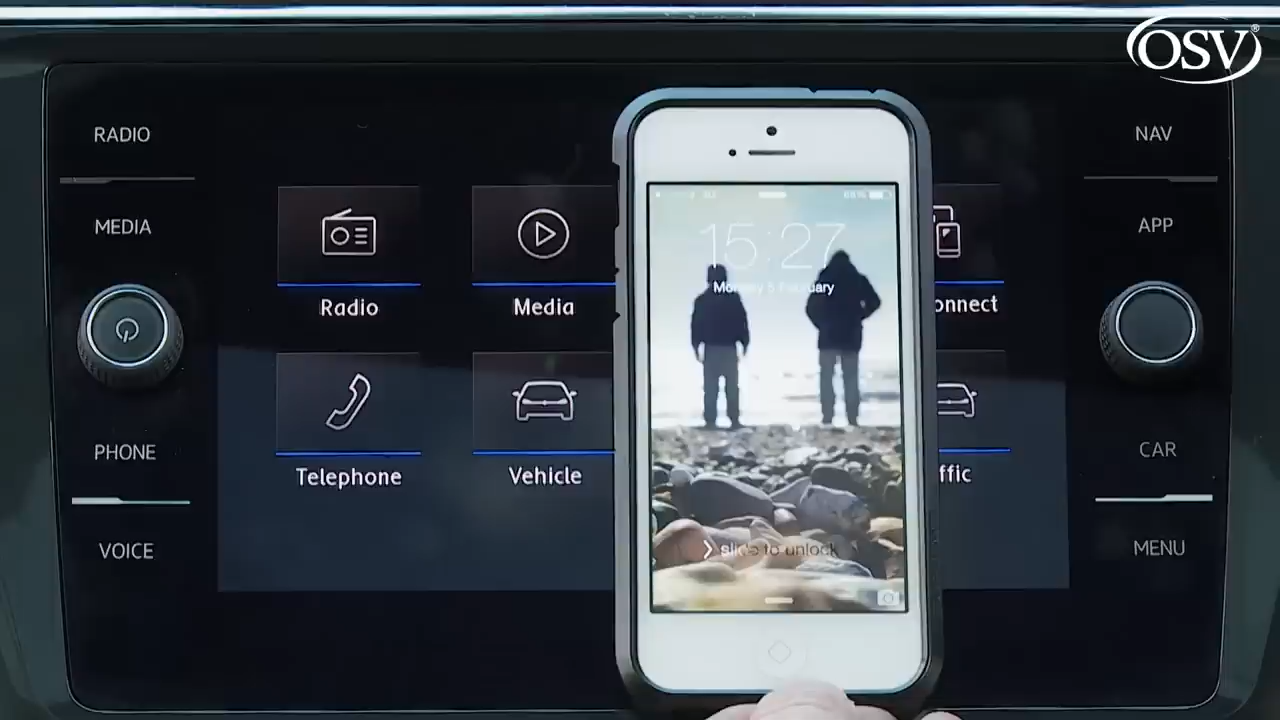 OSV®
RADIO
MEDIA
PHONE
VOICE
Radio
Media
Telephone
Vehicle
onnect
ffic
15:27
Monday 5 February
slide to unlock
NAV
APP
CAR
MENU